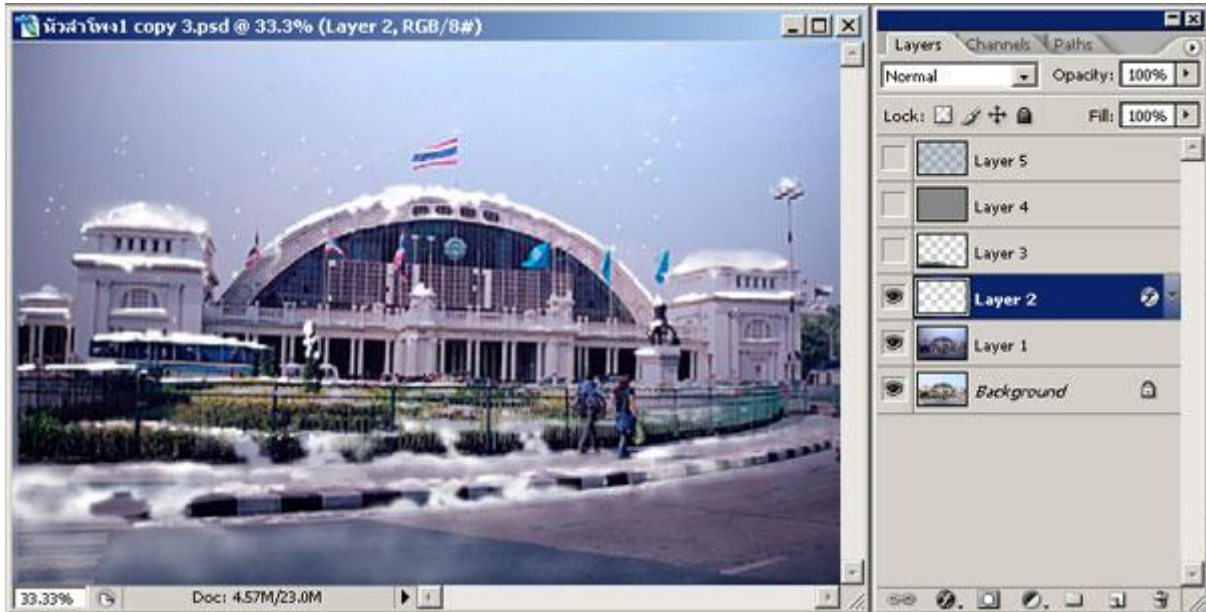 หัวลำโพง1 copy 3.psd @ 33.3% (Layer 2, RGB/8#)
Layers Channels Paths
Normal Opacity: 100%
Lock: Fill: 100%
Layer 5
Layer 4
Layer 3
Layer 2
Layer 1
Background
33.33% Doc: 4.57M/23.0M